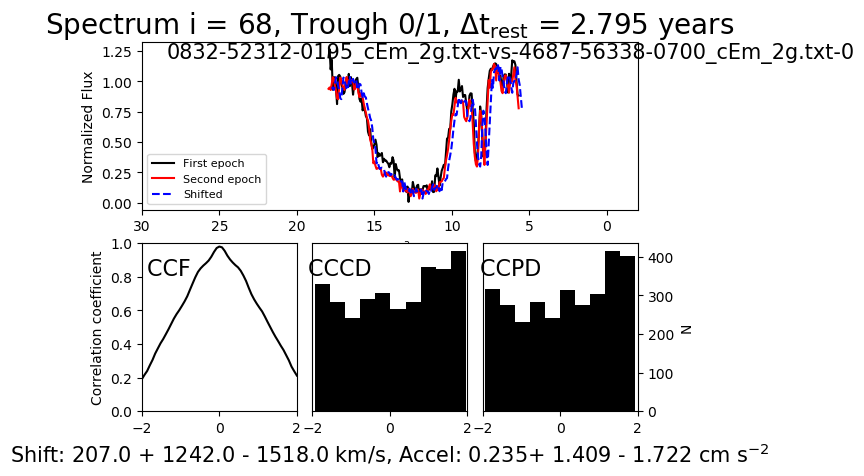 Spectrum i = 68, Trough 0/1, Δt_rest = 2.795 years
0832-52312-0195_cEm_2g.txt-vs-4687-56338-0700_cEm_2g.txt-0
Normalized Flux
1.25
1.00
0.75
0.50
0.25
0.00
First epoch
Second epoch
Shifted
30 25 20 15 10 5 0
Correlation coefficient
1.0
0.8
0.6
0.4
0.2
0.0
CCF
−2 0 2
CCCD
−2 0 2
CCPD
−2 0 2
400
300
200
100
0
N
Shift: 207.0 + 1242.0 - 1518.0 km/s, Accel: 0.235+ 1.409 - 1.722 cm s⁻²